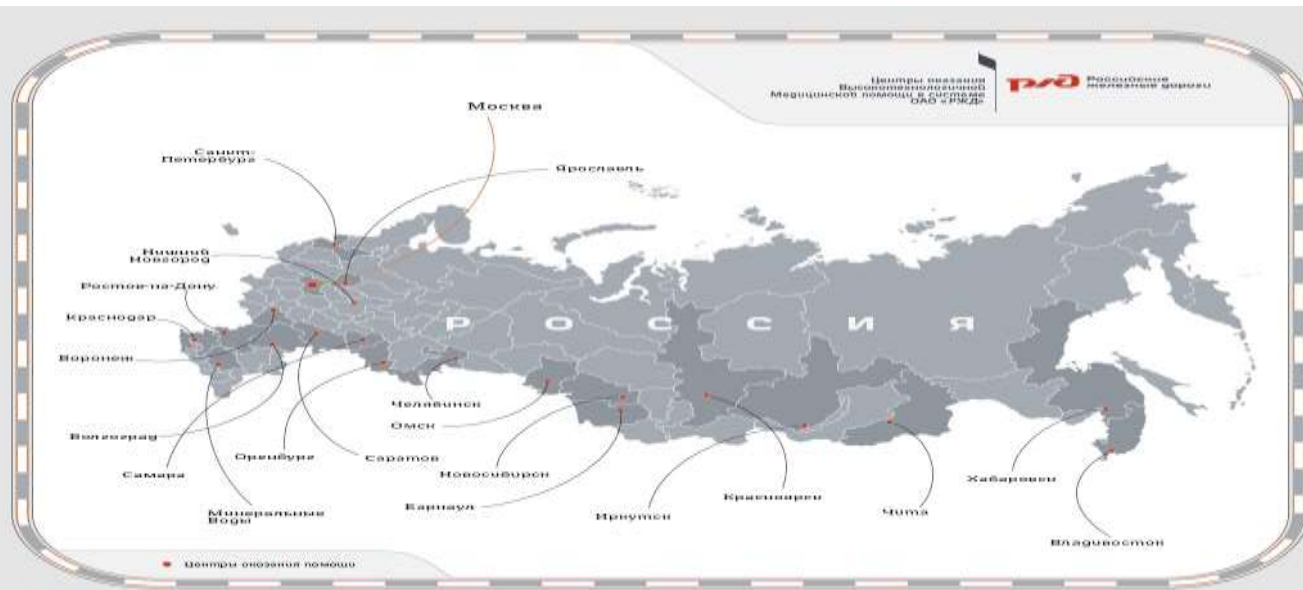 Центры оказания
Высокотехнологичной
Медицинской помощи в системе
ОАО «РЖД»
РЖД
Российские
железные дороги
Москва
Санкт-
Петербург
Ярославль
Нижний
Новгород
Ростов-на-Дону
Краснодар
Воронеж
РОССИЯ
Челябинск
Омск
Волгоград
Оренбург
Саратов
Самара
Новосибирск
Красноярск
Хабаровск
Минеральные
Воды
Барнаул
Иркутск
Чита
Владивосток
Центры оказания помощи